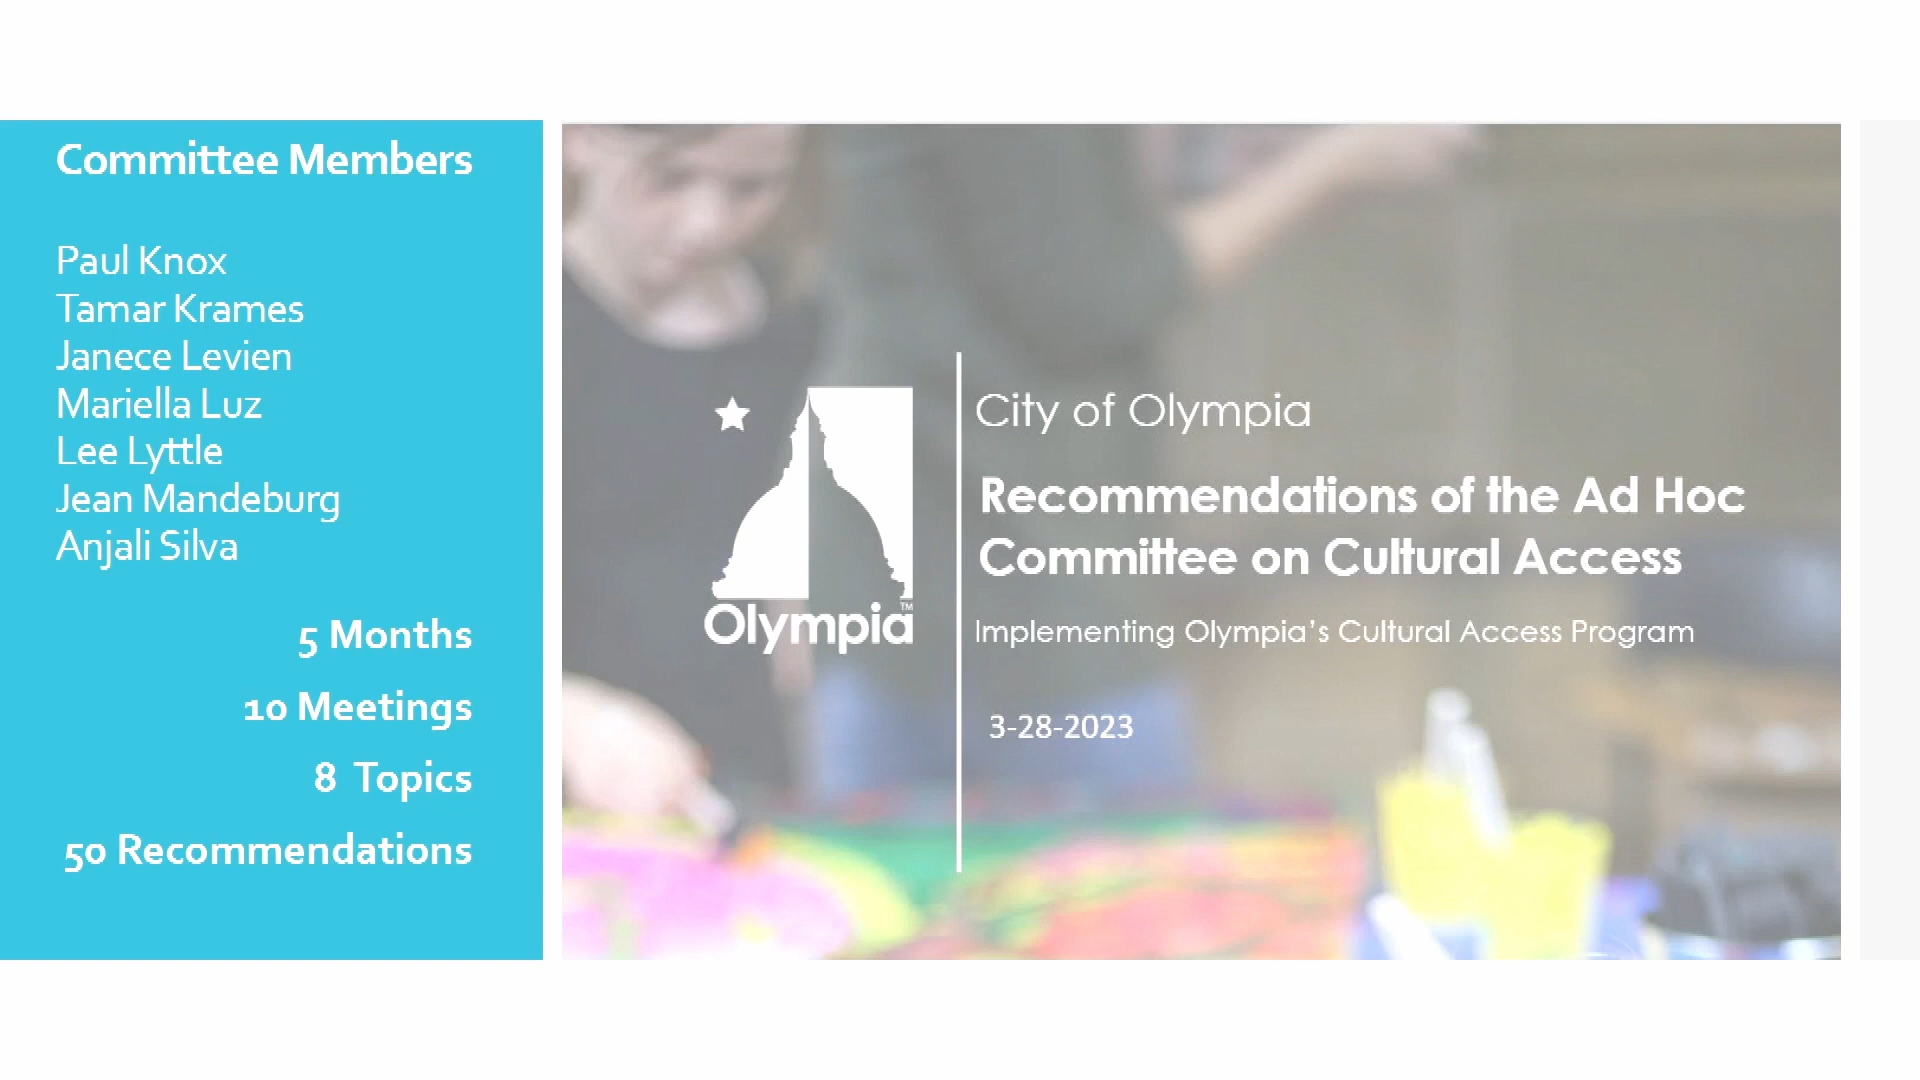 Committee Members
Paul Knox
Tamar Krames
Janece Levien
Mariella Luz
Lee Lyttle
Jean Mandeburg
Anjali Silva
5 Months
10 Meetings
8 Topics
50 Recommendations
Olympia™
City of Olympia
Recommendations of the Ad Hoc
Committee on Cultural Access
Implementing Olympia's Cultural Access Program
3-28-2023